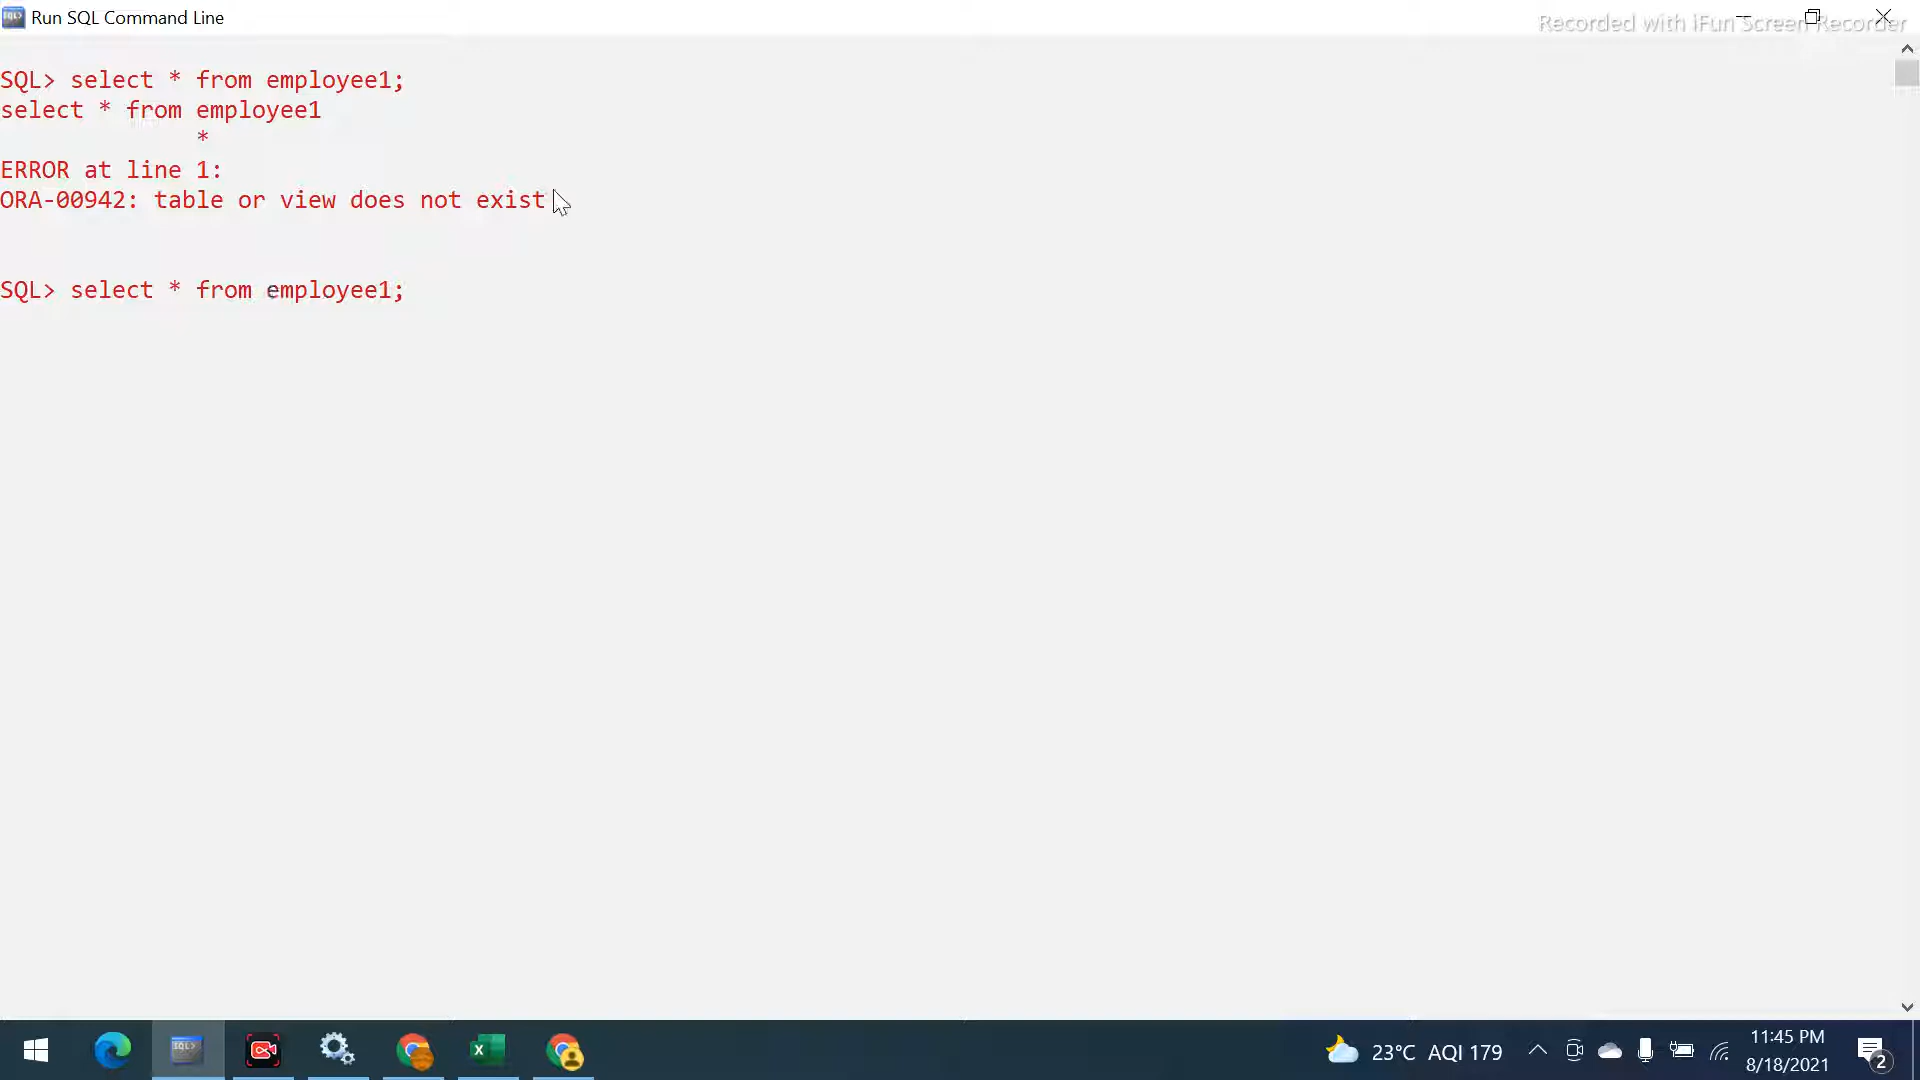 Run SQL Command Line
Recorded with iFun Screen Recorder
SQL> select * from employee1;
select * from employee1
*
ERROR at line 1:
ORA-00942: table or view does not exist
SQL> select * from employee1;
23°C AQI 179
11:45 PM
8/18/2021
2